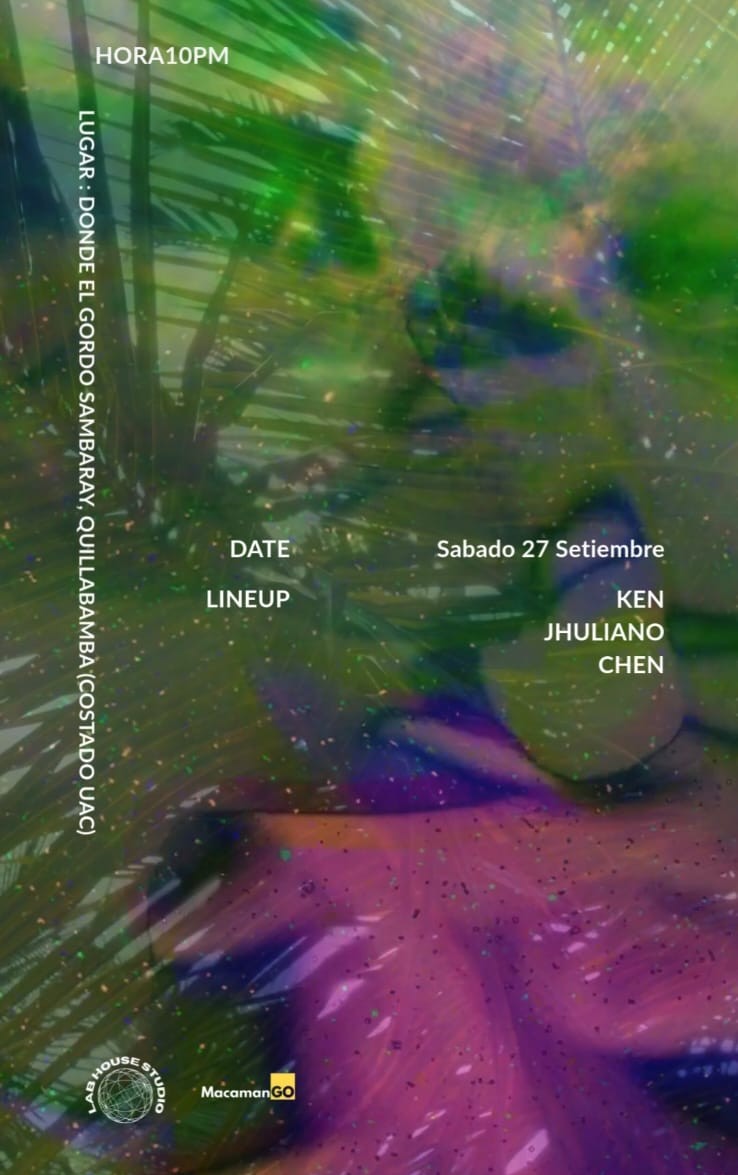 HORA10PM
LUGAR : DONDE EL GORDO SAMBARAY, QUILLABAMBA (COSTADO UAC)
DATE
Sabado 27 Setiembre
LINEUP
KEN
JHULIANO
CHEN
LAB HOUSE STUDIO
MacamanGO